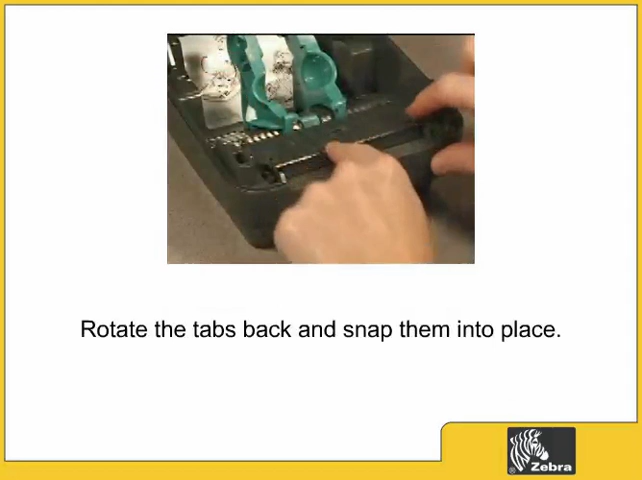 Rotate the tabs back and snap them into place.
® Zebra